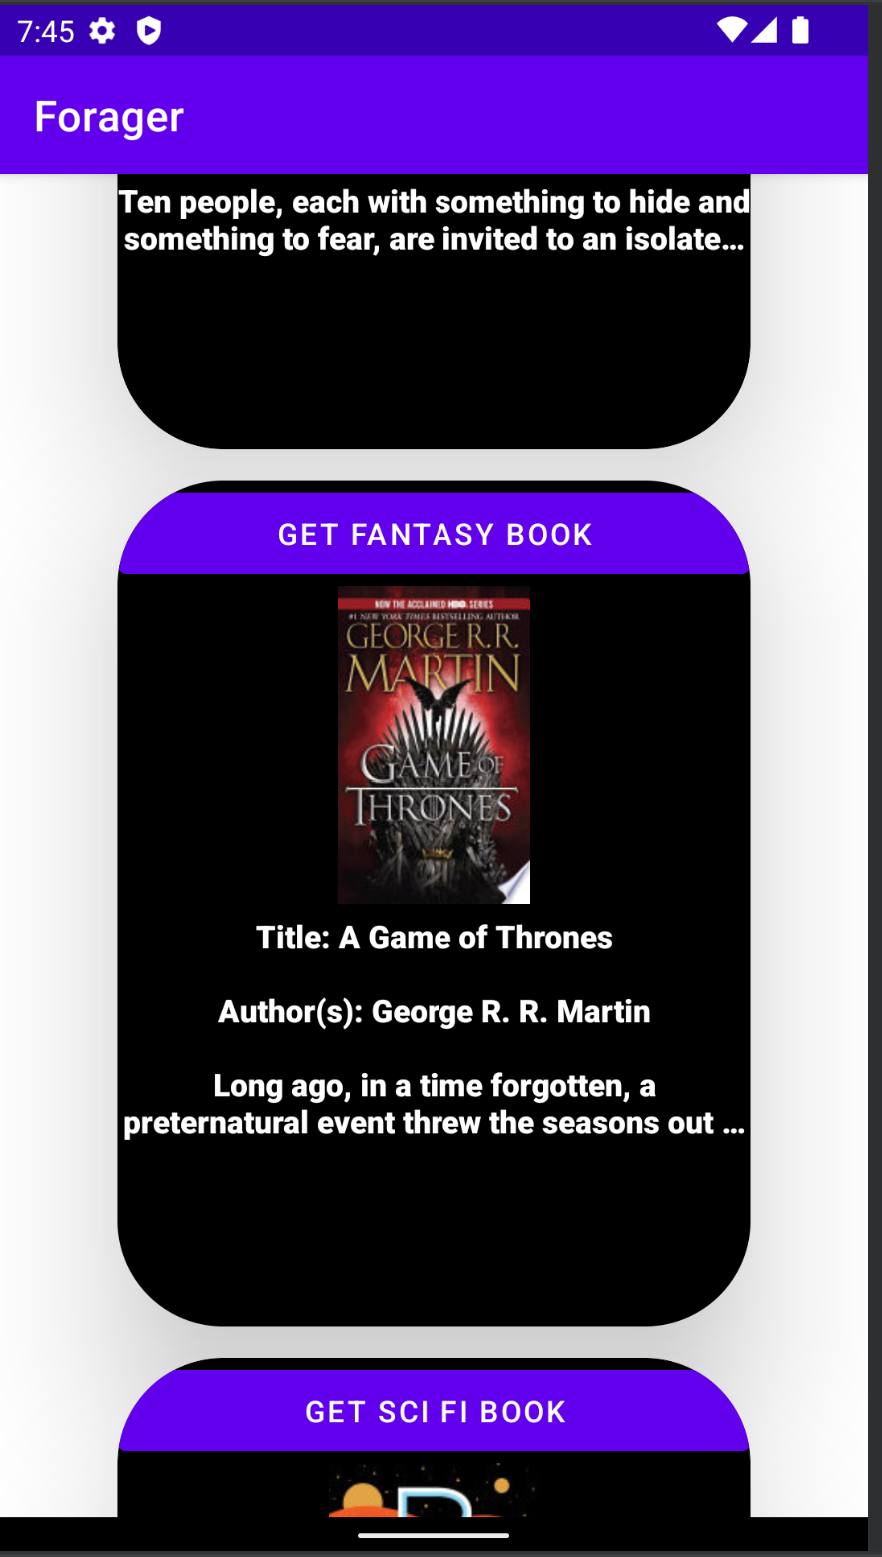 7:45
Forager
Ten people, each with something to hide and
something to fear, are invited to an isolate…
GET FANTASY BOOK
NOW THE ACCLAIMED HBO SERIES
#1 NEW YORK TIMES BESTSELLING AUTHOR
GEORGE R.R.
MARTIN
GAME OF
THRONES
Title: A Game of Thrones
Author(s): George R. R. Martin
Long ago, in a time forgotten, a
preternatural event threw the seasons out …
GET SCI FI BOOK